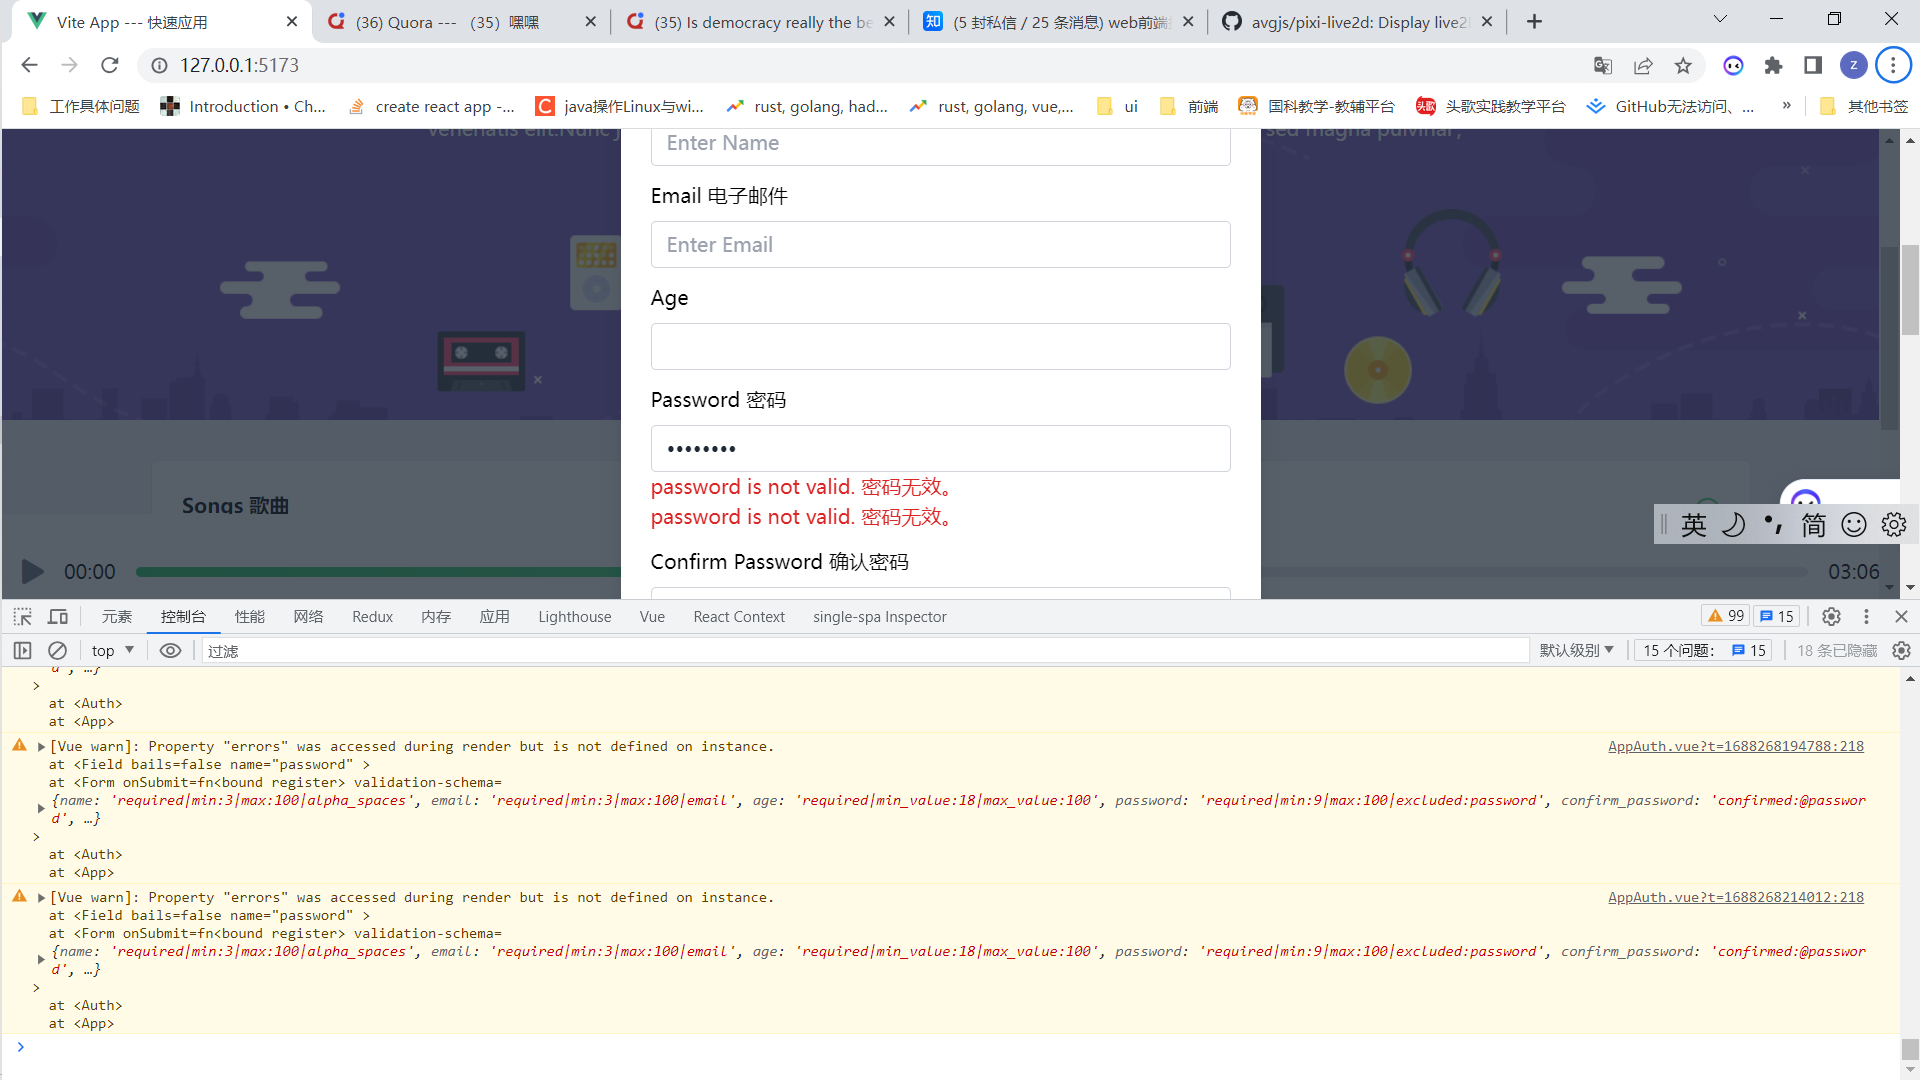 Vite App --- 快速应用
(36) Quora --- （35）嘿嘿
(35) Is democracy really the be
(5 封私信 / 25 条消息) web前端
avgjs/pixi-live2d: Display live2
127.0.0.1:5173
Z
工作具体问题
Introduction • Ch...
create react app -...
C
java操作Linux与wi...
rust, golang, had...
rust, golang, vue,...
ui
前端
国科教学-教辅平台
头歌实践教学平台
GitHub无法访问、...
»
其他书签
venenatis elit.Nunc
sed magna pulvinar,
Enter Name
Email 电子邮件
Enter Email
Age
Password 密码
••••••••
password is not valid. 密码无效。
password is not valid. 密码无效。
Confirm Password 确认密码
Songs 歌曲
00:00
03:06
英 简
元素
控制台
性能
网络
Redux
内存
应用
Lighthouse
Vue
React Context
single-spa Inspector
99
15
top
过滤
默认级别
15 个问题：
15
18 条已隐藏
d', …}
>
at <Auth>
at <App>
[Vue warn]: Property "errors" was accessed during render but is not defined on instance.
AppAuth.vue?t=1688268194788:218
at <Field bails=false name="password" >
at <Form onSubmit=fn<bound register> validation-schema=
{name: 'required|min:3|max:100|alpha_spaces', email: 'required|min:3|max:100|email', age: 'required|min_value:18|max_value:100', password: 'required|min:9|max:100|excluded:password', confirm_password: 'confirmed:@passwor
d', …}
>
at <Auth>
at <App>
[Vue warn]: Property "errors" was accessed during render but is not defined on instance.
AppAuth.vue?t=1688268214012:218
at <Field bails=false name="password" >
at <Form onSubmit=fn<bound register> validation-schema=
{name: 'required|min:3|max:100|alpha_spaces', email: 'required|min:3|max:100|email', age: 'required|min_value:18|max_value:100', password: 'required|min:9|max:100|excluded:password', confirm_password: 'confirmed:@passwor
d', …}
>
at <Auth>
at <App>
>